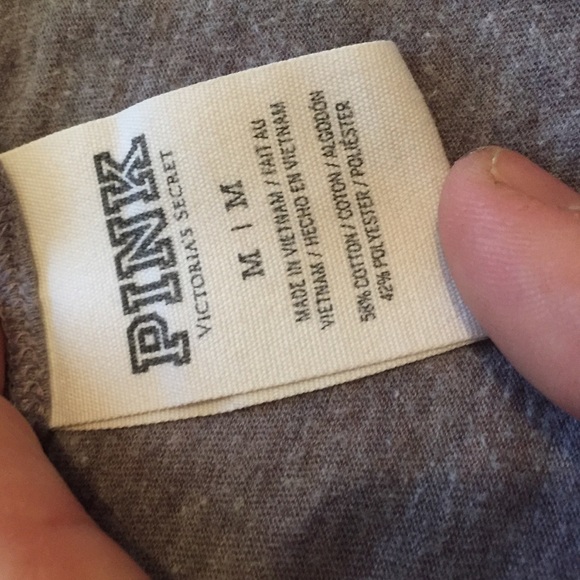 PINK
VICTORIA'S SECRET
M | M
MADE IN VIETNAM / FAIT AU
VIETNAM / HECHO EN VIETNAM
58% COTTON / COTON / ALGODÓN
42% POLYESTER / POLIÉSTER